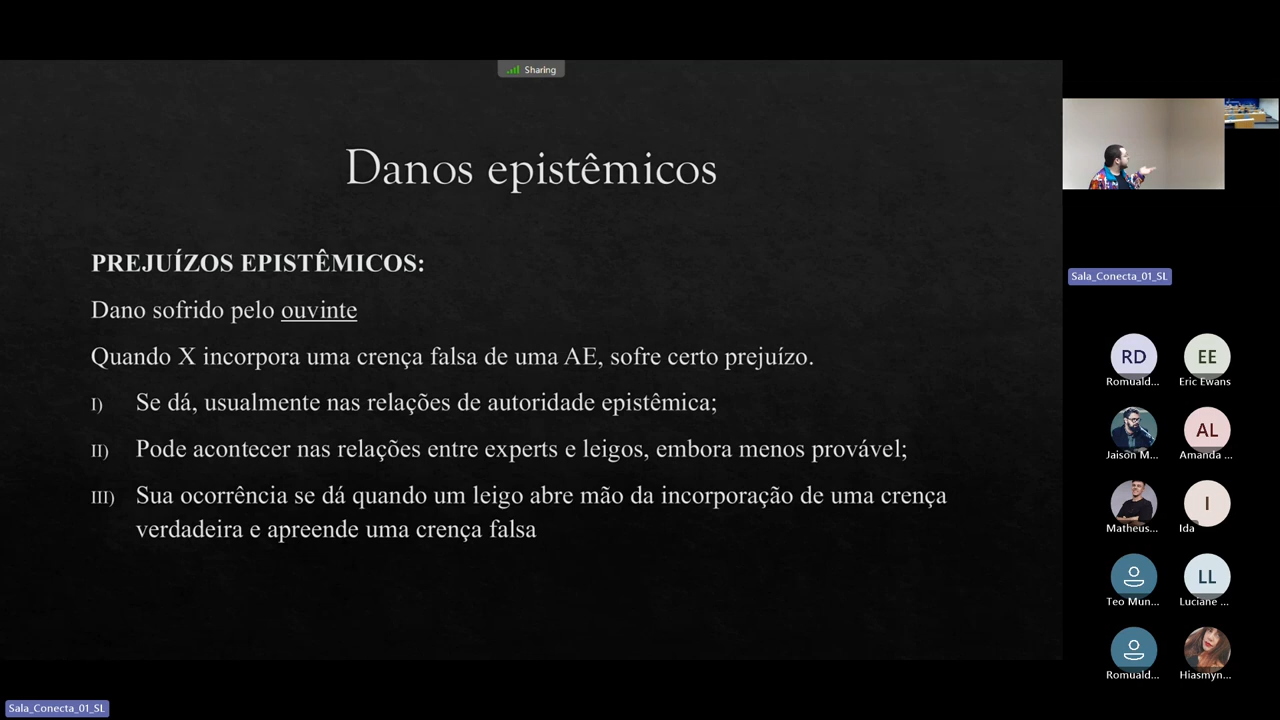 Sharing
Danos epistêmicos
PREJUÍZOS EPISTÊMICOS:
Dano sofrido pelo ouvinte
Quando X incorpora uma crença falsa de uma AE, sofre certo prejuízo.
I) Se dá, usualmente nas relações de autoridade epistêmica;
II) Pode acontecer nas relações entre experts e leigos, embora menos provável;
III) Sua ocorrência se dá quando um leigo abre mão da incorporação de uma crença
verdadeira e apreende uma crença falsa
Sala_Conecta_01_SL
RD
EE
Romuald...
Eric Ewans
AL
Jaison M...
Amanda ...
I
Matheus...
Ida
LL
Teo Mun...
Luciane ...
Romuald...
Hiasmyn...
Sala_Conecta_01_SL